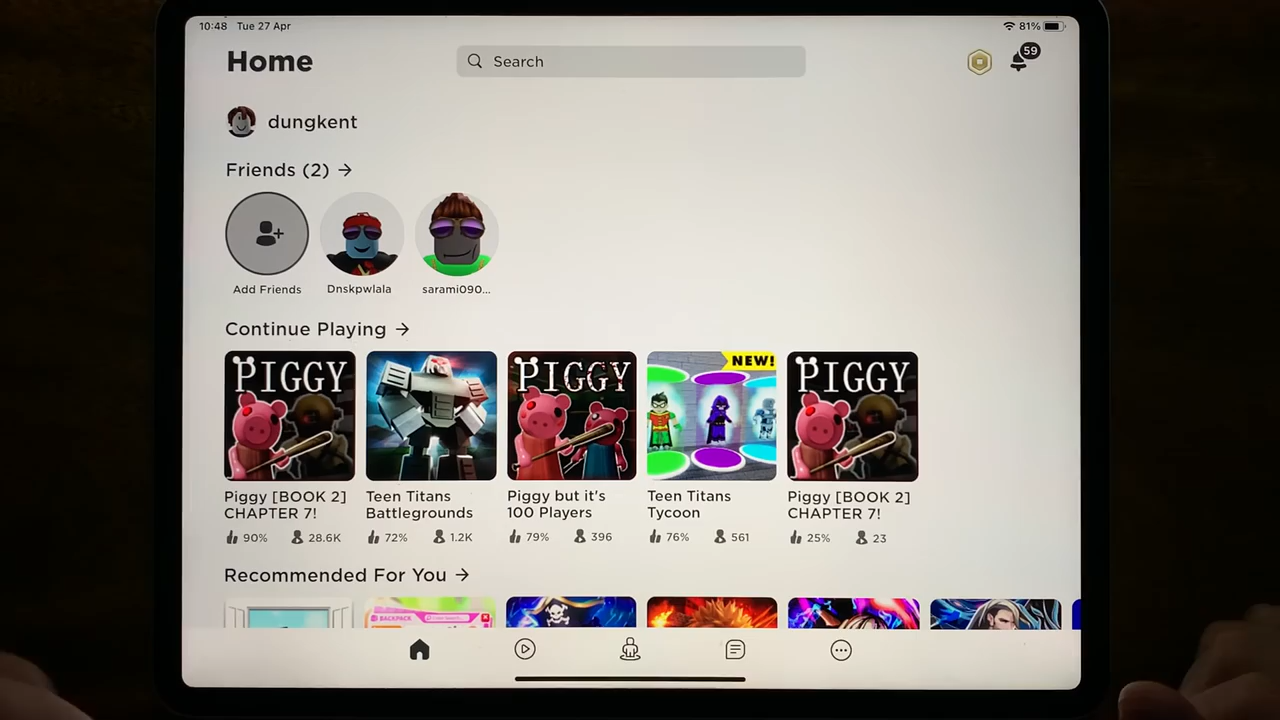 10:48 Tue 27 Apr
81%
Home
Search
59
dungkent
Friends (2) →
Add Friends
Dnskpwlala
sarami090...
Continue Playing →
PIGGY
PIGGY
NEW!
PIGGY
Piggy [BOOK 2]
CHAPTER 7!
Teen Titans
Battlegrounds
Piggy but it's
100 Players
Teen Titans
Tycoon
Piggy [BOOK 2]
CHAPTER 7!
90% 28.6K
72% 1.2K
79% 396
76% 561
25% 23
Recommended For You →
BACKPACK